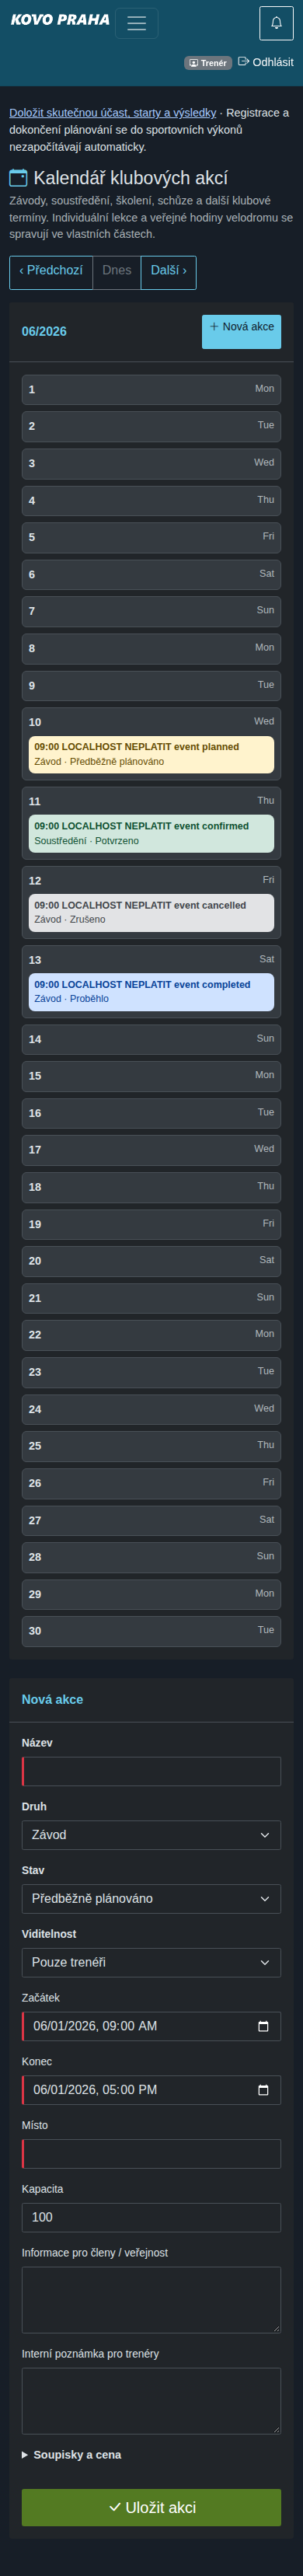 KOVO PRAHA
Trenér Odhlásit
Doložit skutečnou účast, starty a výsledky · Registrace a
dokončení plánování se do sportovních výkonů
nezapočítávají automaticky.
Kalendář klubových akcí
Závody, soustředění, školení, schůze a další klubové
termíny. Individuální lekce a veřejné hodiny velodromu se
spravují ve vlastních částech.
‹ Předchozí Dnes Další ›
06/2026 + Nová akce
1 Mon
2 Tue
3 Wed
4 Thu
5 Fri
6 Sat
7 Sun
8 Mon
9 Tue
10 Wed
09:00 LOCALHOST NEPLATIT event planned
Závod · Předběžně plánováno
11 Thu
09:00 LOCALHOST NEPLATIT event confirmed
Soustředění · Potvrzeno
12 Fri
09:00 LOCALHOST NEPLATIT event cancelled
Závod · Zrušeno
13 Sat
09:00 LOCALHOST NEPLATIT event completed
Závod · Proběhlo
14 Sun
15 Mon
16 Tue
17 Wed
18 Thu
19 Fri
20 Sat
21 Sun
22 Mon
23 Tue
24 Wed
25 Thu
26 Fri
27 Sat
28 Sun
29 Mon
30 Tue
Nová akce
Název
Druh
Závod
Stav
Předběžně plánováno
Viditelnost
Pouze trenéři
Začátek
06/01/2026, 09:00 AM
Konec
06/01/2026, 05:00 PM
Místo
Kapacita
100
Informace pro členy / veřejnost
Interní poznámka pro trenéry
Soupisky a cena
Uložit akci